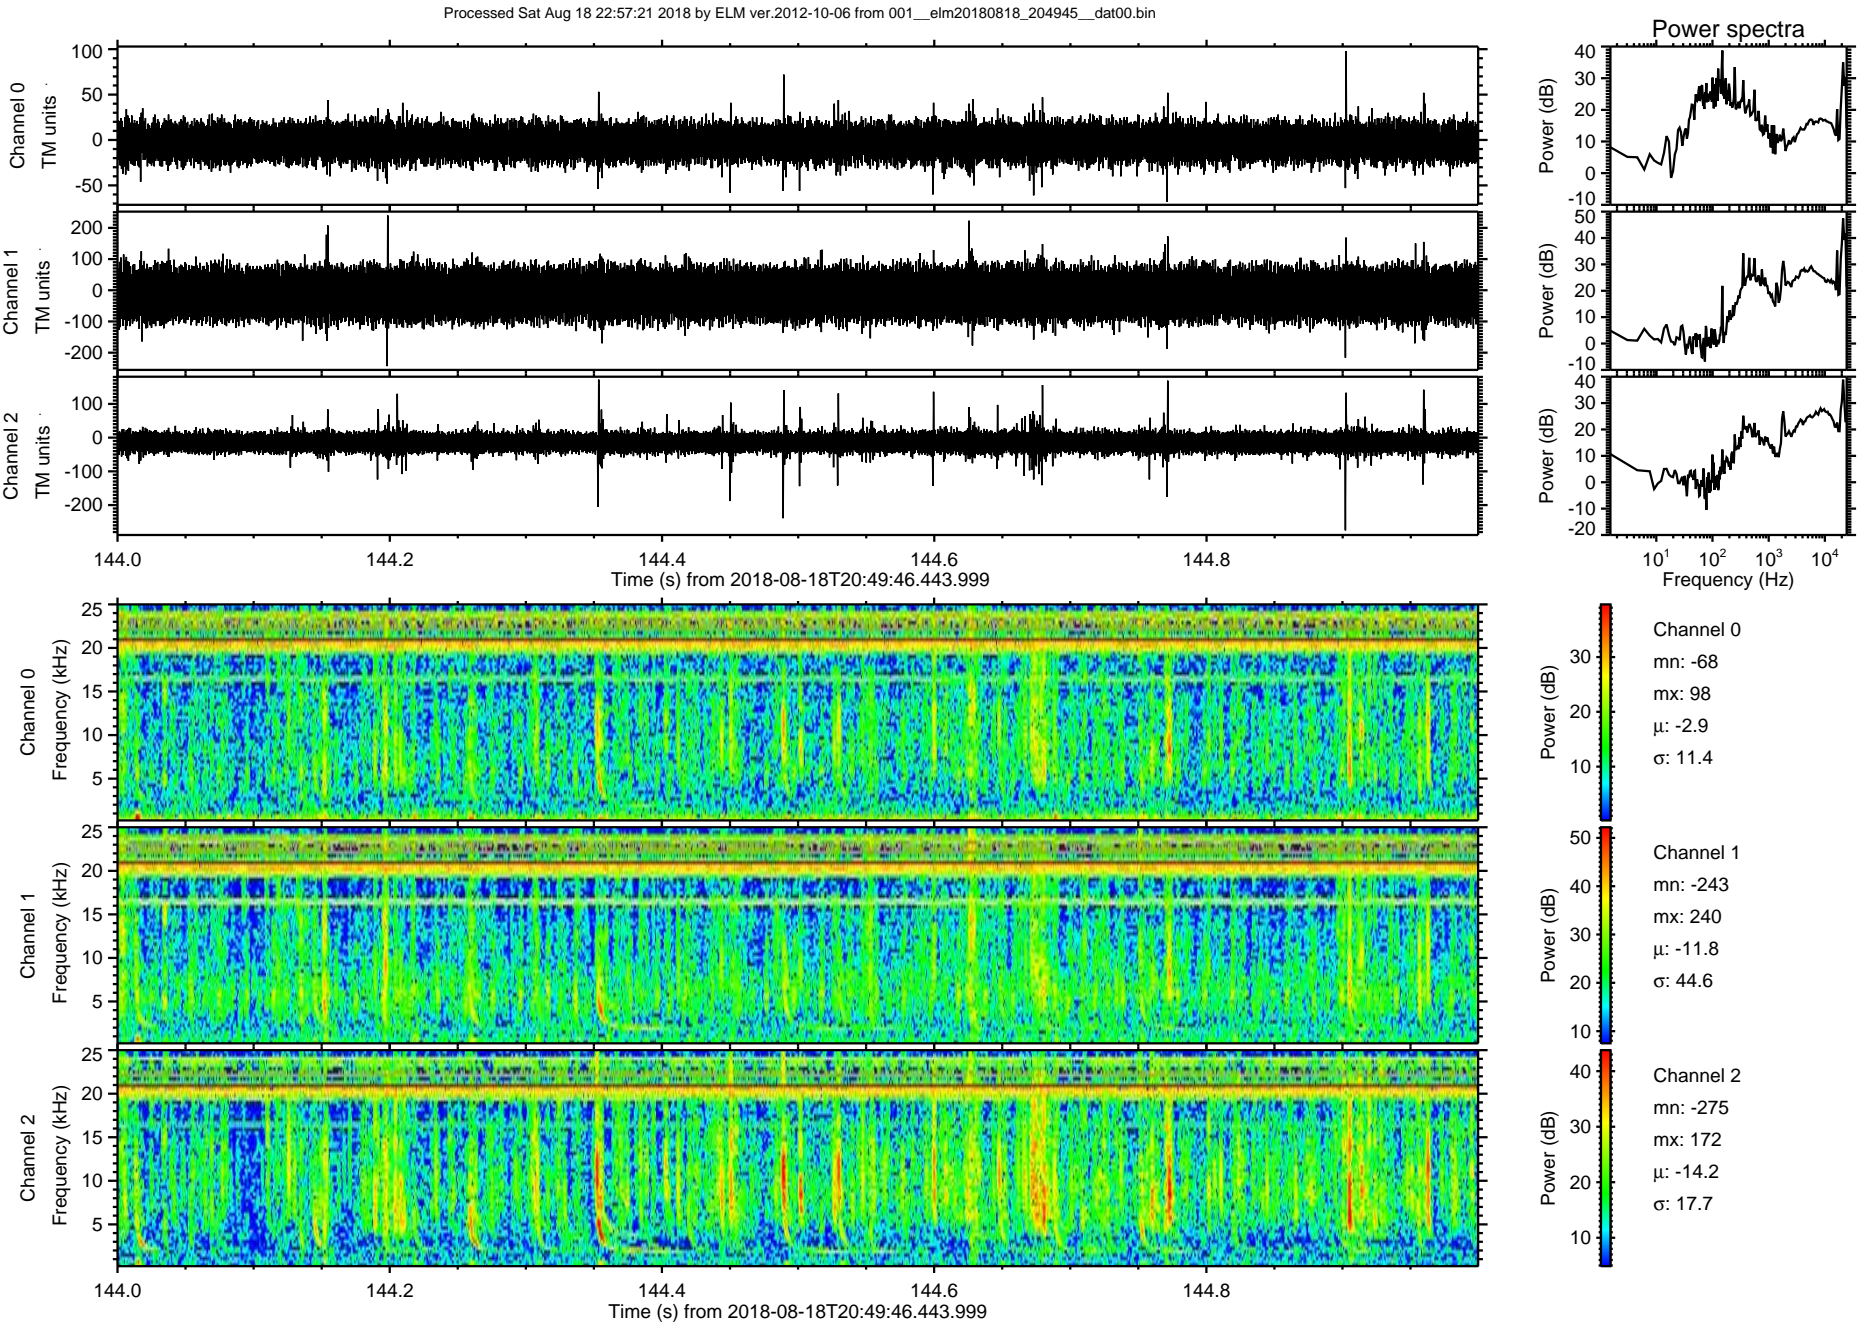 Processed Sat Aug 18 22:57:21 2018 by ELM ver.2012-10-06 from 001__elm20180818_204945__dat00.bin
Power spectra
Channel 0
TM units
100
50
0
-50
Power (dB)
40
30
20
10
0
-10
Channel 1
TM units
200
100
0
-100
-200
Power (dB)
50
40
30
20
10
0
-10
Channel 2
TM units
100
0
-100
-200
Power (dB)
40
30
20
10
0
-10
-20
144.0 144.2 144.4 144.6 144.8
Time (s) from 2018-08-18T20:49:46.443.999
10¹ 10² 10³ 10⁴
Frequency (Hz)
Channel 0
Frequency (kHz)
25
20
15
10
5
Power (dB)
30
20
10
Channel 0
mn: -68
mx: 98
μ: -2.9
σ: 11.4
Channel 1
Frequency (kHz)
25
20
15
10
5
Power (dB)
50
40
30
20
10
Channel 1
mn: -243
mx: 240
μ: -11.8
σ: 44.6
Channel 2
Frequency (kHz)
25
20
15
10
5
Power (dB)
40
30
20
10
Channel 2
mn: -275
mx: 172
μ: -14.2
σ: 17.7
144.0 144.2 144.4 144.6 144.8
Time (s) from 2018-08-18T20:49:46.443.999